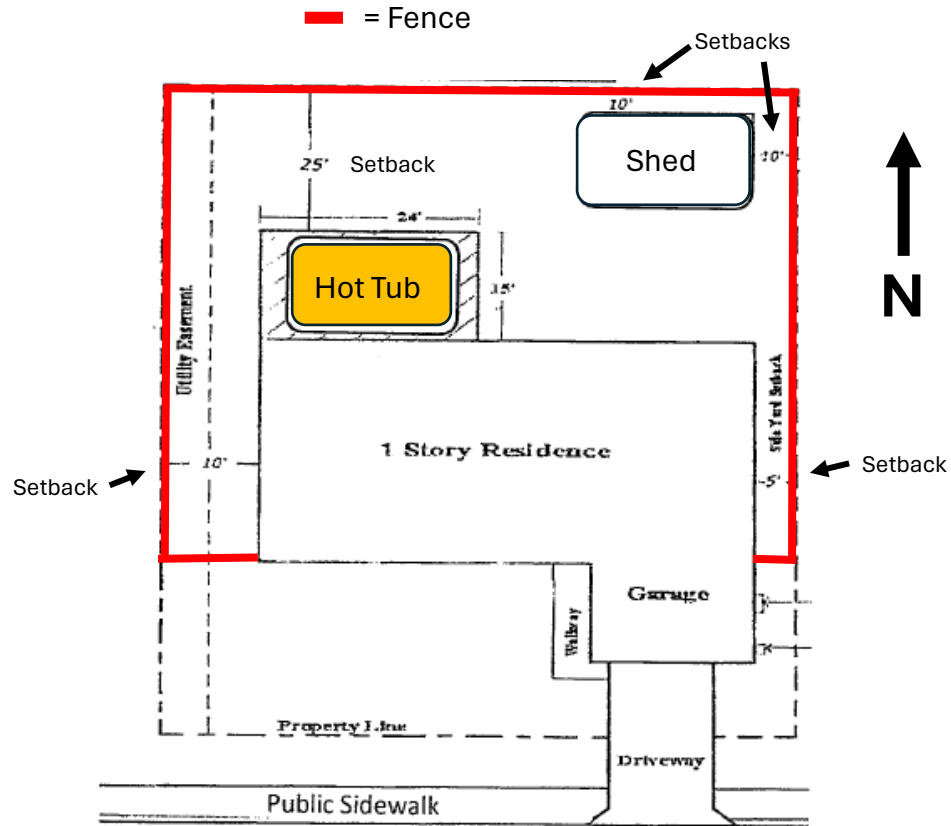 = Fence
Setbacks
10'
Shed
10'
25' Setback
24'
Hot Tub
15'
Utility Easement
Side Yard Setback
1 Story Residence
10'
Setback
Setback
5'
Garage
Walkway
Property Line
Driveway
Public Sidewalk
N